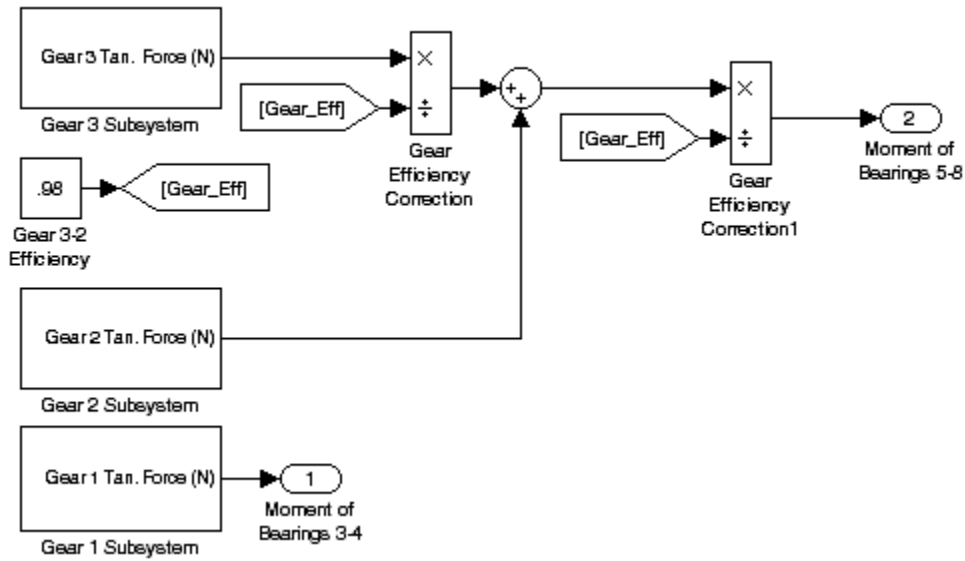 Gear 3 Tan. Force (N)
Gear 3 Subsystem
[Gear_Eff]
×
÷
Gear
Efficiency
Correction
+
+
[Gear_Eff]
×
÷
Gear
Efficiency
Correction1
2
Moment of
Bearings 5-8
.98
Gear 3-2
Efficiency
[Gear_Eff]
Gear 2 Tan. Force (N)
Gear 2 Subsystem
Gear 1 Tan. Force (N)
Gear 1 Subsystem
1
Moment of
Bearings 3-4